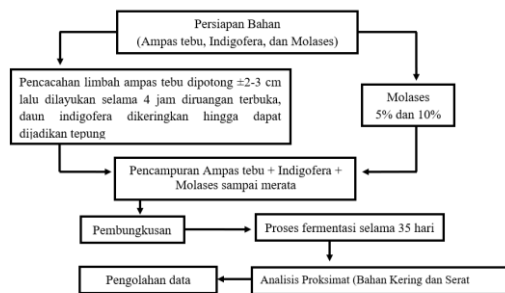 Persiapan Bahan
(Ampas tebu, Indigofera, dan Molases)
Pencacahan limbah ampas tebu dipotong ±2-3 cm
lalu dilayukan selama 4 jam diruangan terbuka,
daun indigofera dikeringkan hingga dapat
dijadikan tepung
Molases
5% dan 10%
Pencampuran Ampas tebu + Indigofera +
Molases sampai merata
Pembungkusan
Proses fermentasi selama 35 hari
Pengolahan data
Analisis Proksimat (Bahan Kering dan Serat